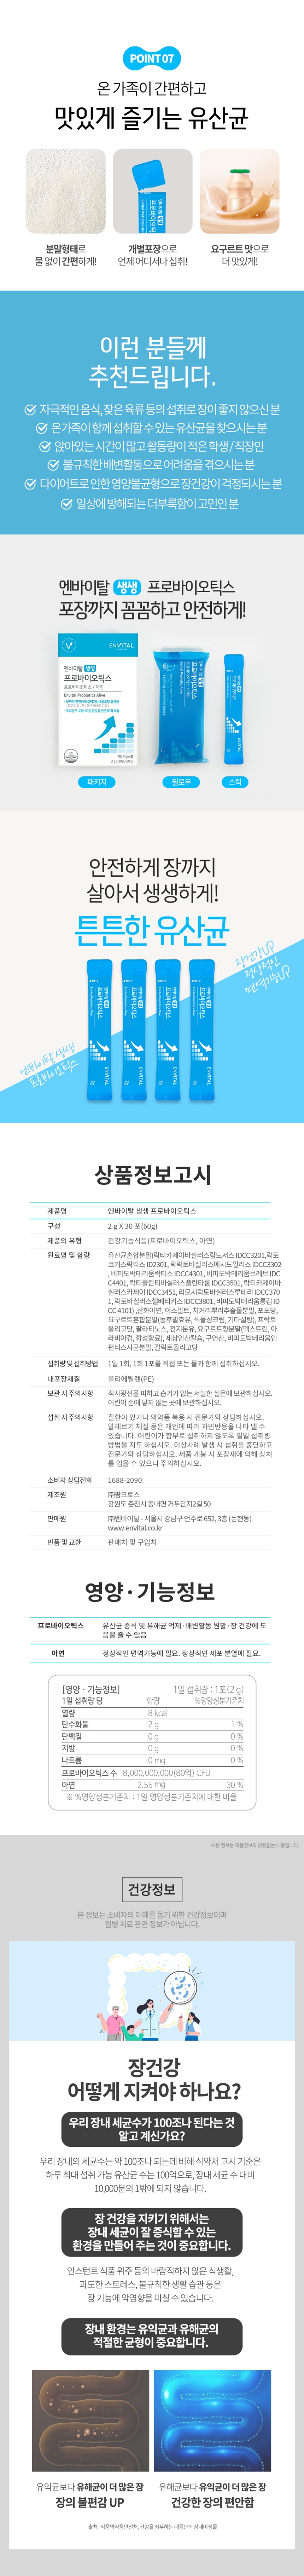 POINT 07
온 가족이 간편하고
맛있게 즐기는 유산균
분말형태로
물 없이 간편하게!
개별포장으로
언제 어디서나 섭취!
요구르트 맛으로
더 맛있게!
이런 분들께
추천드립니다.
자극적인 음식, 잦은 육류 등의 섭취로 장이 좋지 않으신 분
온가족이 함께 섭취할 수 있는 유산균을 찾으시는 분
앉아있는 시간이 많고 활동량이 적은 학생 / 직장인
불규칙한 배변활동으로 어려움을 겪으시는 분
다이어트로 인한 영양불균형으로 장건강이 걱정되시는 분
일상에 방해되는 더부룩함이 고민인 분
엔바이탈 생생 프로바이오틱스
포장까지 꼼꼼하고 안전하게!
ENVITAL
엔바이탈 생생
프로바이오틱스
프로바이오틱스 / 아연
Envital Probiotics Alive
패키지
필로우
스틱
안전하게 장까지
살아서 생생하게!
튼튼한 유산균
장건강UP
정상적인
면역기능UP
엔바이탈 생생
프로바이오틱스
상품정보고시
제품명 엔바이탈 생생 프로바이오틱스
구성 2 g X 30 포(60g)
제품의 유형 건강기능식품(프로바이오틱스, 아연)
원료명 및 함량 유산균혼합분말(락티카제이바실러스람노서스 IDCC3201,락토
코커스락티스 ID2301, 락락토바실러스에시도필러스 IDCC3302
, 비피도박테리움락티스 IDCC4301, 비피도박테리움브레브 IDC
C4401, 락티플란티바실러스플란타룸 IDCC3501, 락티카제이바
실러스카제이 IDCC3451, 리모시락토바실러스루테리 IDCC370
1, 락토바실러스헬베티커스 IDCC3801, 비피도박테리움롱검 ID
CC 4101) ,산화아연, 이소말트, 치커리뿌리추출물분말, 포도당,
요구르트혼합분말(농후발효유, 식물성크림, 기타설탕), 프락토
올리고당, 팔라티노스, 전지분유, 요구르트향분말(덱스트린, 아
라비아검, 합성향료), 제삼인산칼슘, 구연산, 비피도박테리움인
펀티스사균분말, 갈락토올리고당
섭취량 및 섭취방법 1일 1회, 1회 1포를 직접 또는 물과 함께 섭취하십시오.
내포장재질 폴리에틸렌(PE)
보관 시 주의사항 직사광선을 피하고 습기가 없는 서늘한 실온에 보관하십시오.
어린이 손에 닿지 않는 곳에 보관하십시오.
섭취 시 주의사항 질환이 있거나 의약품 복용 시 전문가와 상담하십시오.
알레르기 체질 등은 개인에 따라 과민반응을 나타 낼 수
있습니다. 어린이가 함부로 섭취하지 않도록 일일 섭취량
방법을 지도 하십시오. 이상사례 발생 시 섭취를 중단하고
전문가와 상담하십시오. 제품 개봉 시 포장재에 의해 상처
를 입을 수 있으니 주의하십시오.
소비자 상담전화 1688-2090
제조원 ㈜팜크로스
강원도 춘천시 동내면 거두단지2길 50
판매원 ㈜엔바이탈 - 서울시 강남구 언주로 652, 3층 (논현동)
www.envital.co.kr
반품 및 교환 판매처 및 구입처
영양·기능정보
프로바이오틱스 유산균 증식 및 유해균 억제·배변활동 원활·장 건강에 도
움을 줄 수 있음
아연 정상적인 면역기능에 필요. 정상적인 세포 분열에 필요.
[영양 · 기능정보] 1일 섭취량 : 1포(2 g)
1일 섭취량 당 함량 %영양성분기준치
열량 8 kcal
탄수화물 2 g 1 %
단백질 0 g 0 %
지방 0 g 0 %
나트륨 0 mg 0 %
프로바이오틱스 수 8,000,000,000(80억) CFU
아연 2.55 mg 30 %
※ %영양성분기준치 : 1일 영양성분기준치에 대한 비율
※본 정보는 제품정보와 관련없는 내용입니다.
건강정보
본 정보는 소비자의 이해를 돕기 위한 건강정보이며
질병 치료 관련 정보가 아닙니다.
장건강
어떻게 지켜야 하나요?
우리 장내 세균수가 100조나 된다는 것
알고 계신가요?
우리 장내의 세균수는 약 100조나 되는데 비해 식약처 고시 기준은
하루 최대 섭취 가능 유산균 수는 100억으로, 장내 세균 수 대비
10,000분의 1밖에 되지 않습니다.
장 건강을 지키기 위해서는
장내 세균이 잘 증식할 수 있는
환경을 만들어 주는 것이 중요합니다.
인스턴트 식품 위주 등의 바람직하지 않은 식생활,
과도한 스트레스, 불규칙한 생활 습관 등은
장 기능에 악영향을 미칠 수 있습니다.
장내 환경는 유익균과 유해균의
적절한 균형이 중요합니다.
유익균보다 유해균이 더 많은 장
장의 불편감 UP
유해균보다 유익균이 더 많은 장
건강한 장의 편안함
출처 : 식품의약품안전처, 건강을 좌우하는 내몸안의 장내미생물